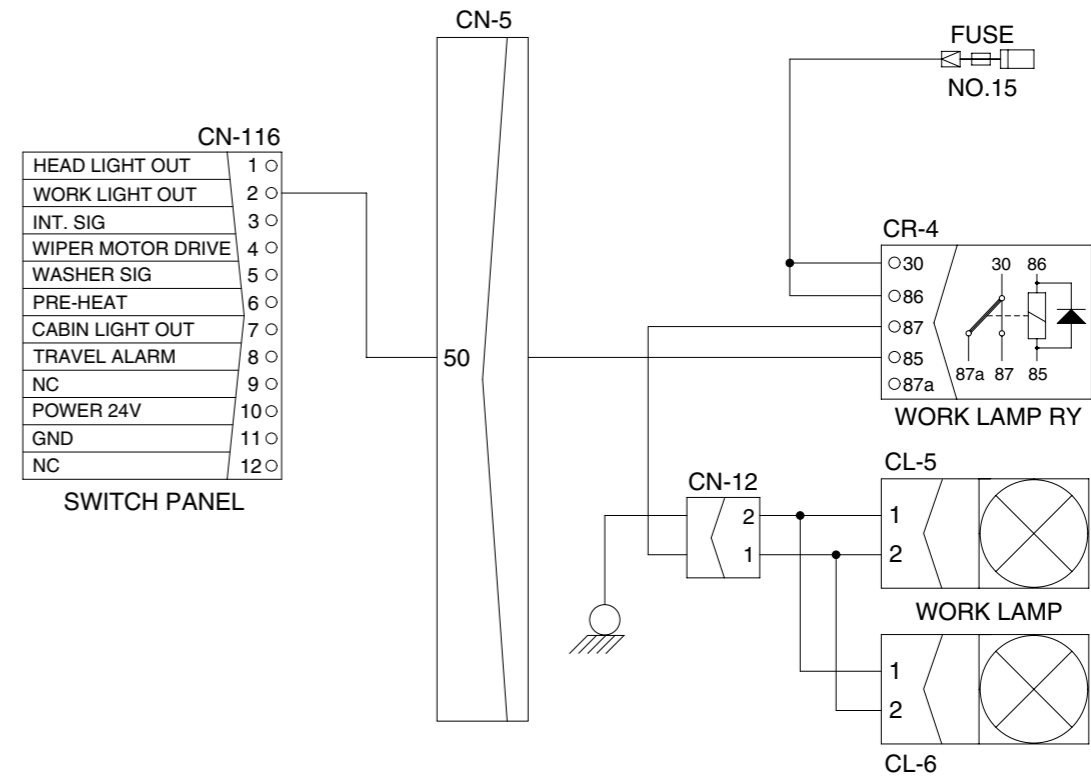 CN-5
FUSE
NO.15
CN-116
HEAD LIGHT OUT 1
WORK LIGHT OUT 2
INT. SIG 3
WIPER MOTOR DRIVE 4
WASHER SIG 5
PRE-HEAT 6
CABIN LIGHT OUT 7
TRAVEL ALARM 8
NC 9
POWER 24V 10
GND 11
NC 12
SWITCH PANEL
50
CR-4
30
86
87
85
87a
30 86
87a 87 85
WORK LAMP RY
CN-12
2
1
CL-5
1
2
WORK LAMP
1
2
CL-6